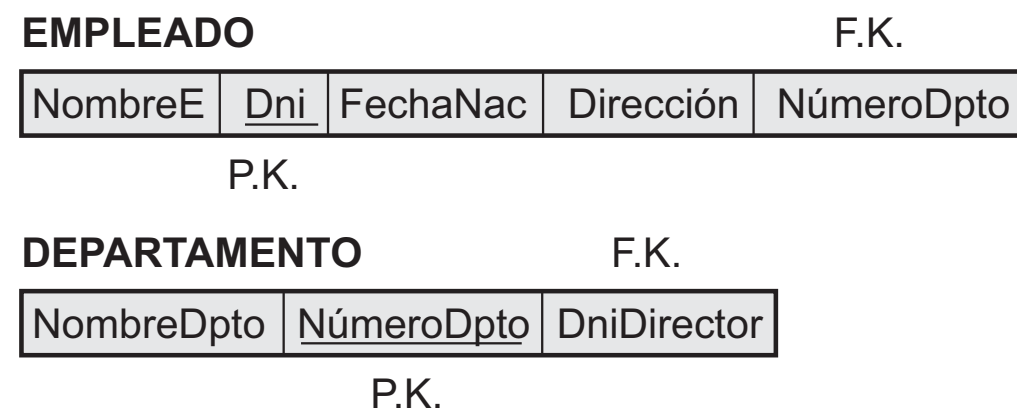 EMPLEADO F.K.
NombreE Dni FechaNac Dirección NúmeroDpto
P.K.
DEPARTAMENTO F.K.
NombreDpto NúmeroDpto DniDirector
P.K.